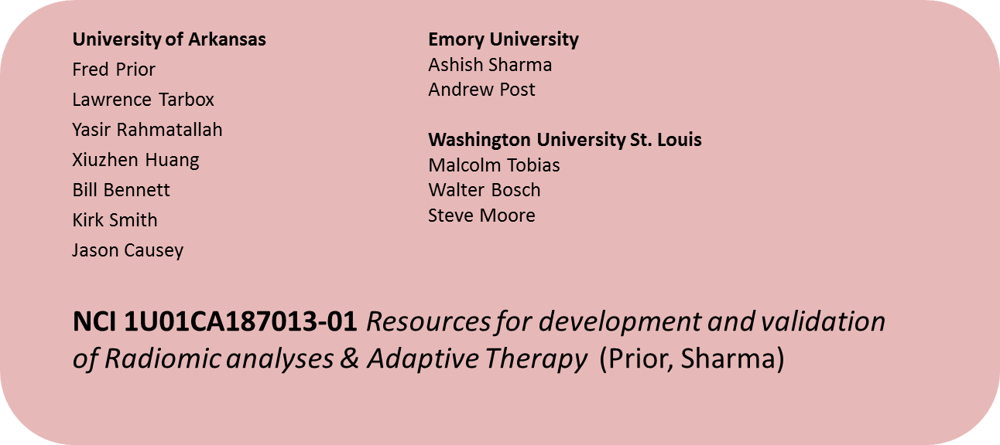 University of Arkansas
Fred Prior
Lawrence Tarbox
Yasir Rahmatallah
Xiuzhen Huang
Bill Bennett
Kirk Smith
Jason Causey
Emory University
Ashish Sharma
Andrew Post
Washington University St. Louis
Malcolm Tobias
Walter Bosch
Steve Moore
NCI 1U01CA187013-01 Resources for development and validation
of Radiomic analyses & Adaptive Therapy (Prior, Sharma)